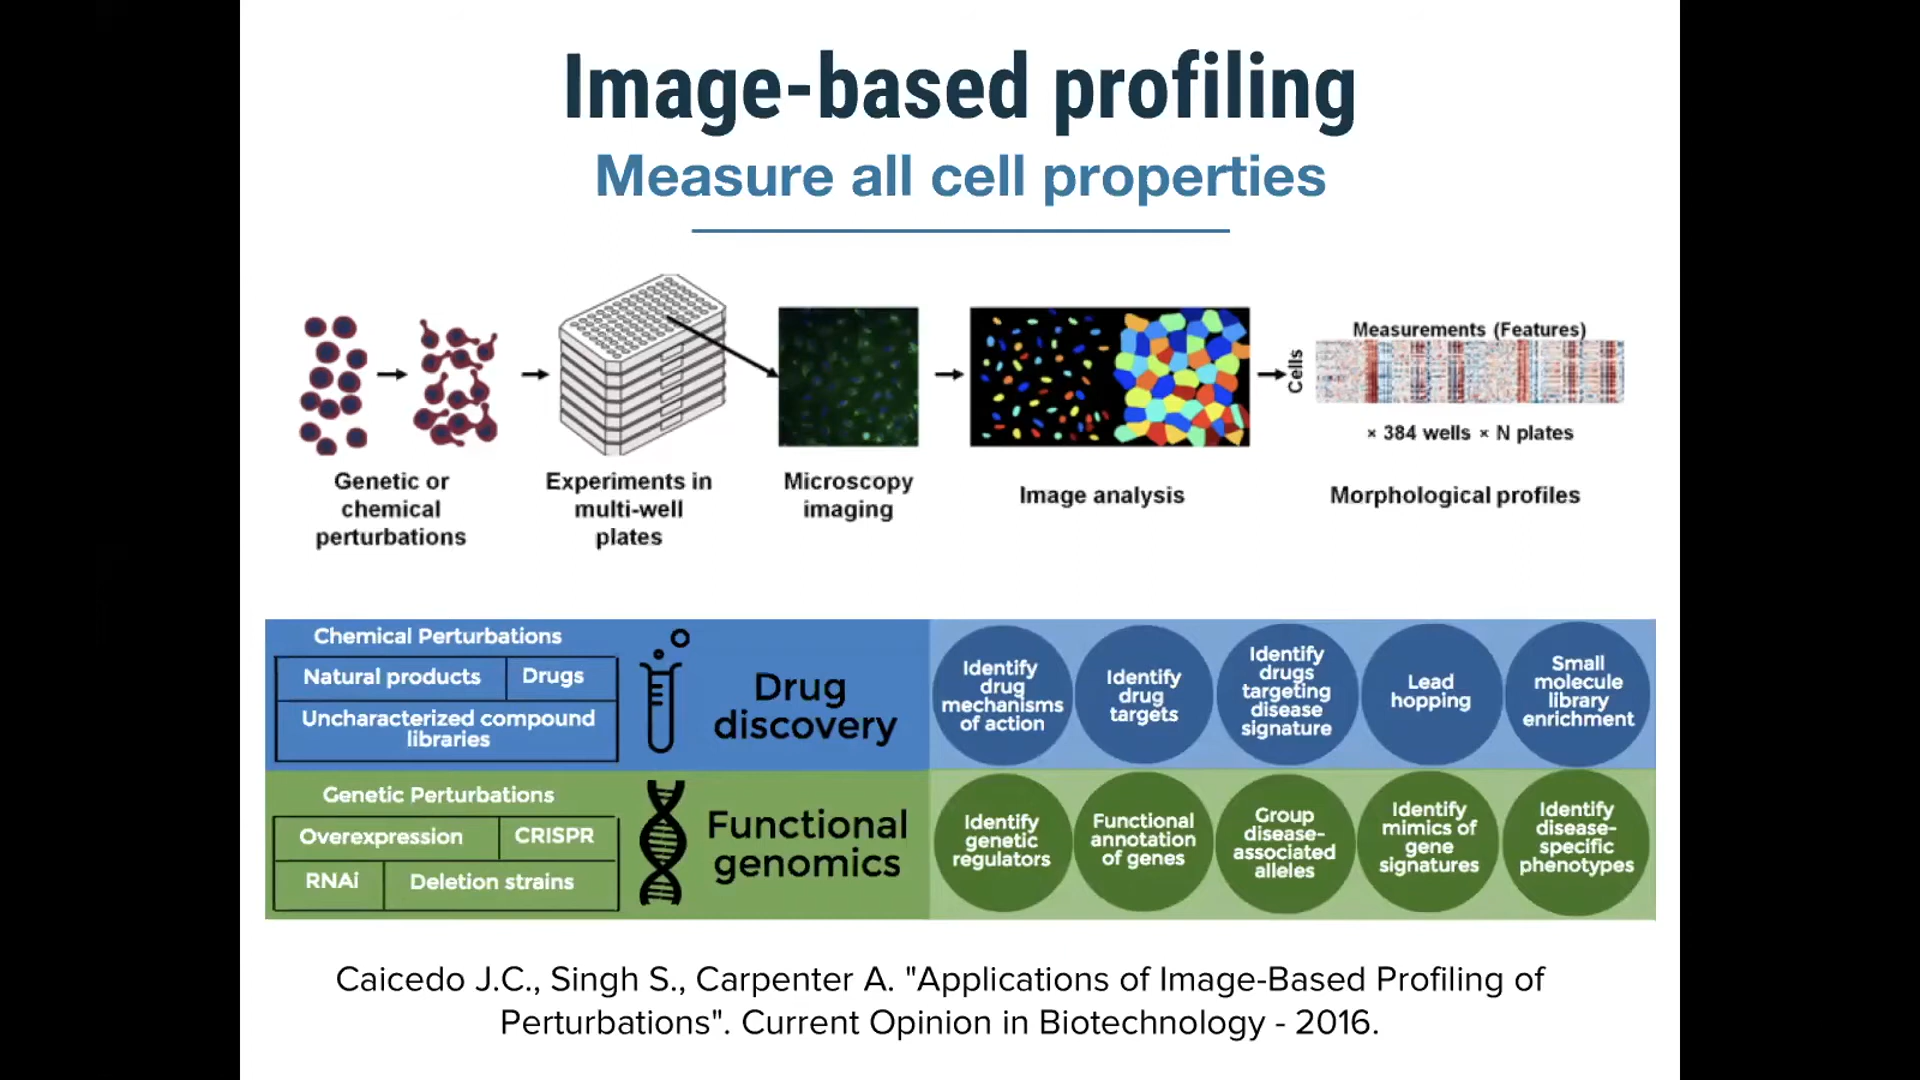 Image-based profiling
Measure all cell properties
Genetic or
chemical
perturbations
Experiments in
multi-well
plates
Microscopy
imaging
Image analysis
Measurements (Features)
Cells
× 384 wells × N plates
Morphological profiles
Chemical Perturbations
Natural products
Drugs
Uncharacterized compound
libraries
Drug
discovery
Identify
drug
mechanisms
of action
Identify
drug
targets
Identify
drugs
targeting
disease
signature
Lead
hopping
Small
molecule
library
enrichment
Genetic Perturbations
Overexpression
CRISPR
RNAi
Deletion strains
Functional
genomics
Identify
genetic
regulators
Functional
annotation
of genes
Group
disease-
associated
alleles
Identify
mimics of
gene
signatures
Identify
disease-
specific
phenotypes
Caicedo J.C., Singh S., Carpenter A. "Applications of Image-Based Profiling of
Perturbations". Current Opinion in Biotechnology - 2016.